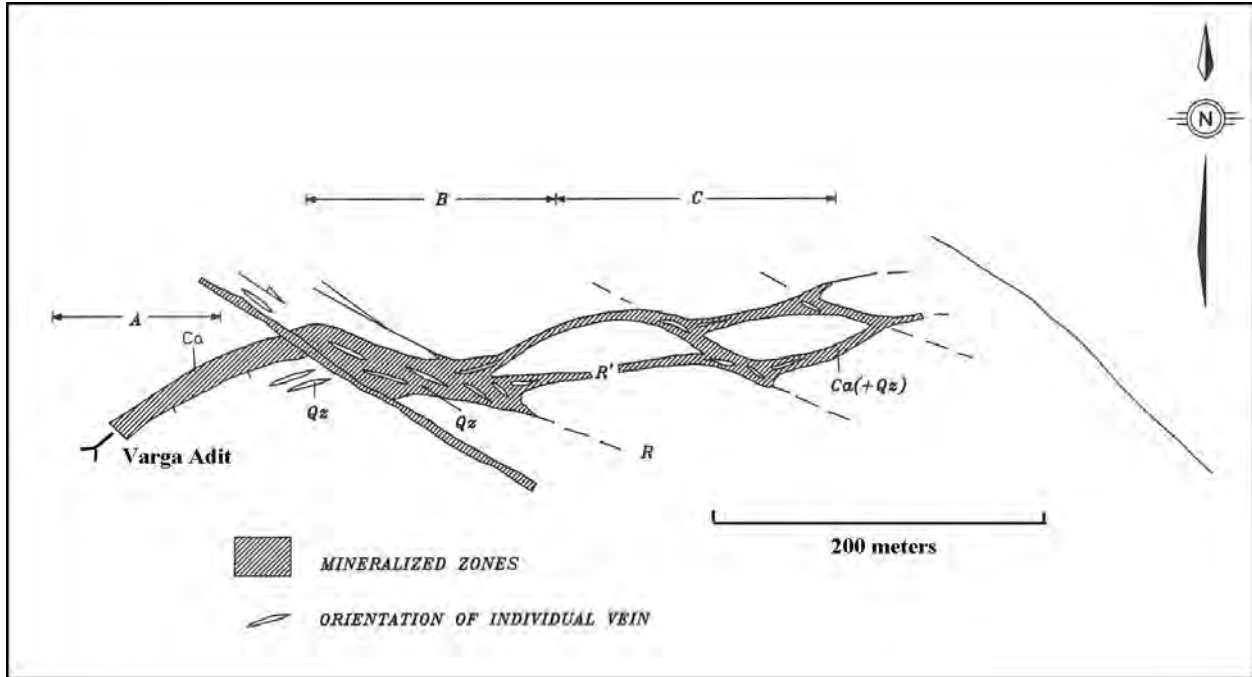 N
B
C
A
Ca
R'
Ca(+Qz)
Qz
Qz
R
Varga Adit
200 meters
MINERALIZED ZONES
ORIENTATION OF INDIVIDUAL VEIN